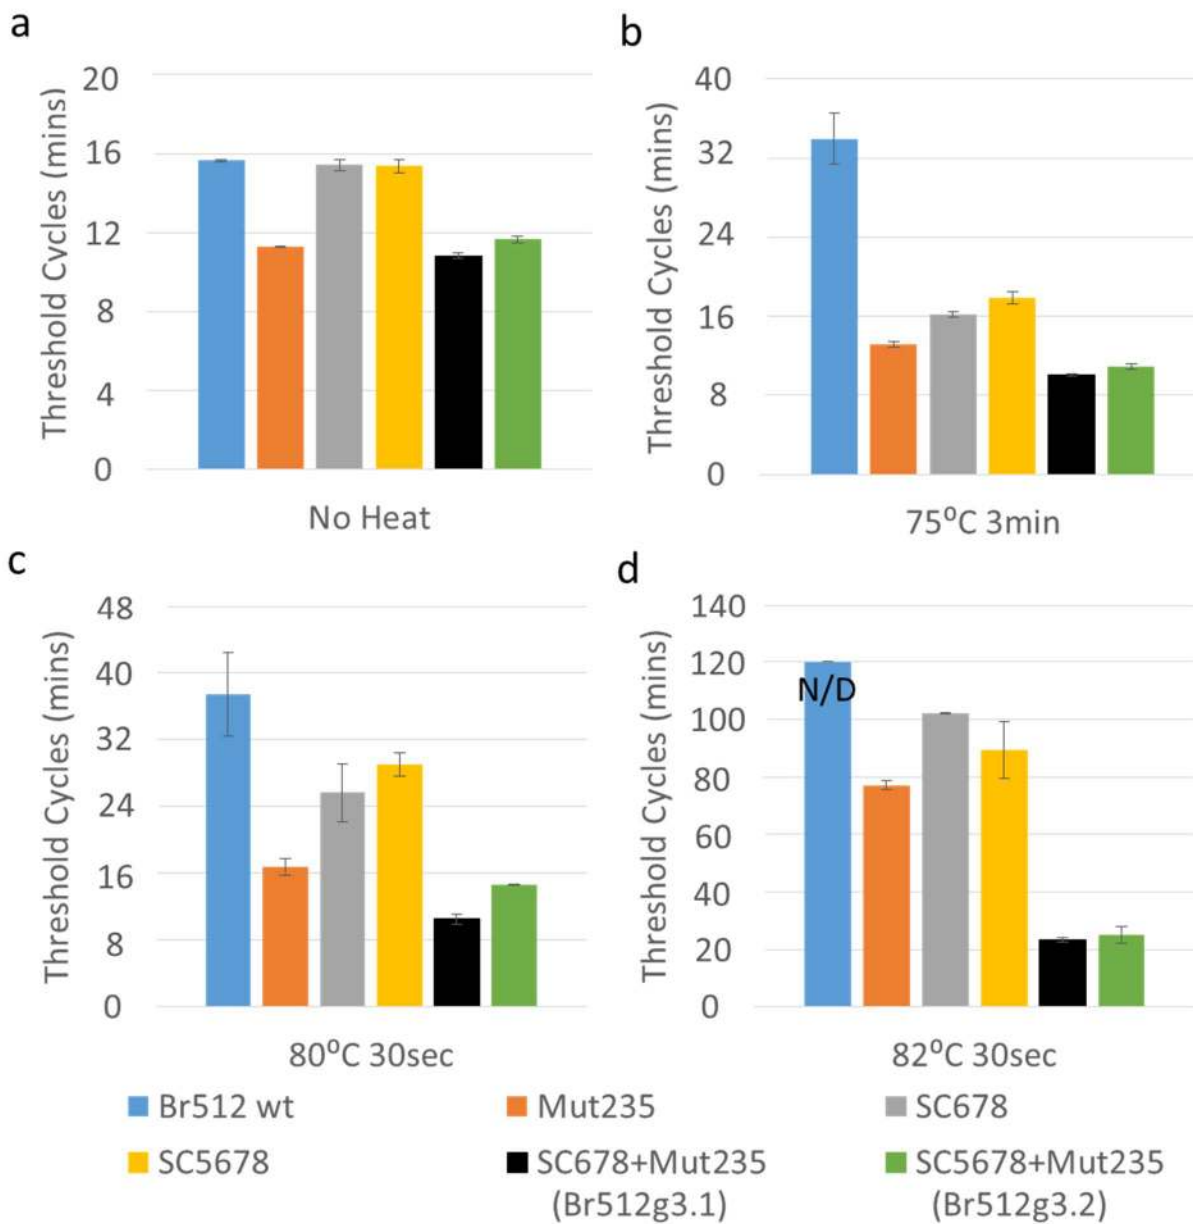 a
Threshold Cycles (mins)
20
16
12
8
4
0
No Heat
b
Threshold Cycles (mins)
40
32
24
16
8
0
75°C 3min
c
Threshold Cycles (mins)
48
40
32
24
16
8
0
80°C 30sec
d
Threshold Cycles (mins)
140
120
100
80
60
40
20
0
N/D
82°C 30sec
Br512 wt
Mut235
SC678
SC5678
SC678+Mut235
(Br512g3.1)
SC5678+Mut235
(Br512g3.2)